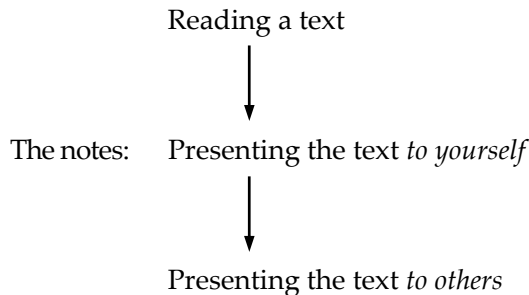 Reading a text
The notes: Presenting the text to yourself
Presenting the text to others